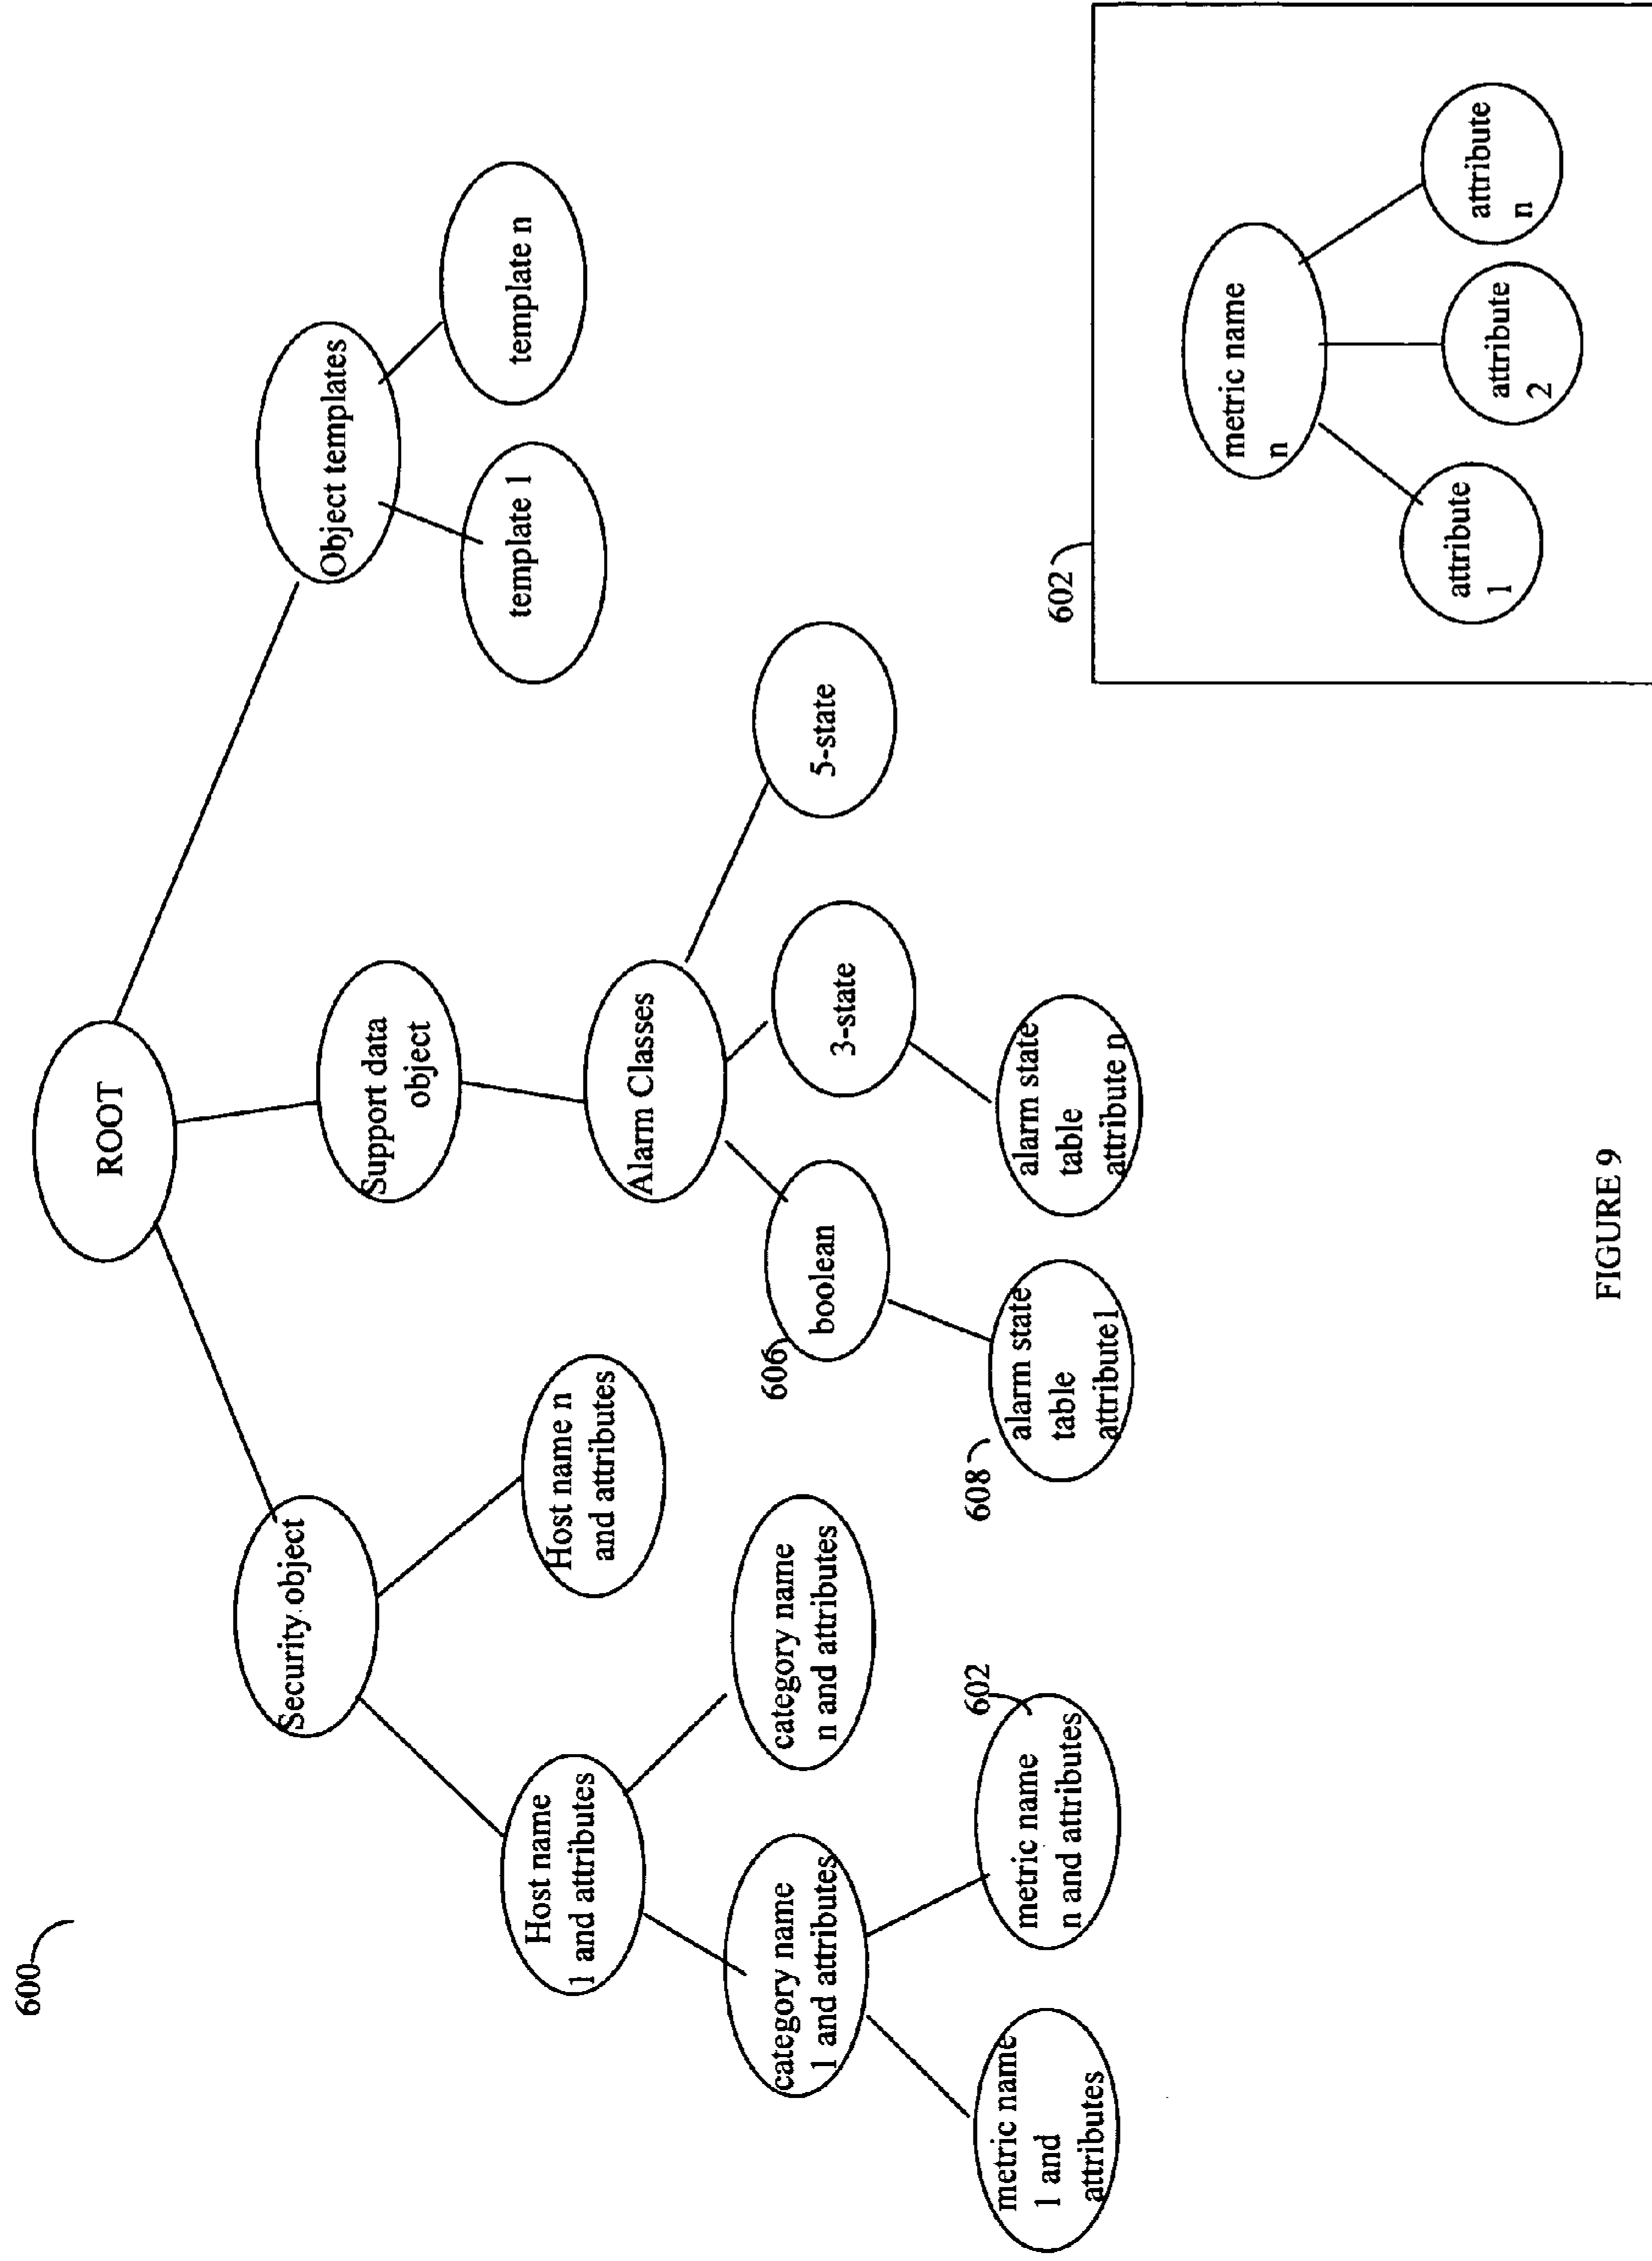 600
ROOT
Security object
Support data
object
Object templates
Host name
1 and attributes
Host name n
and attributes
Alarm Classes
template 1
template n
category name
1 and attributes
category name
n and attributes
606
boolean
3-state
5-state
metric name
1 and
attributes
602
metric name
n and attributes
608
alarm state
table
attribute1
alarm state
table
attribute n
602
metric name
n
attribute
1
attribute
2
attribute
n
FIGURE 9